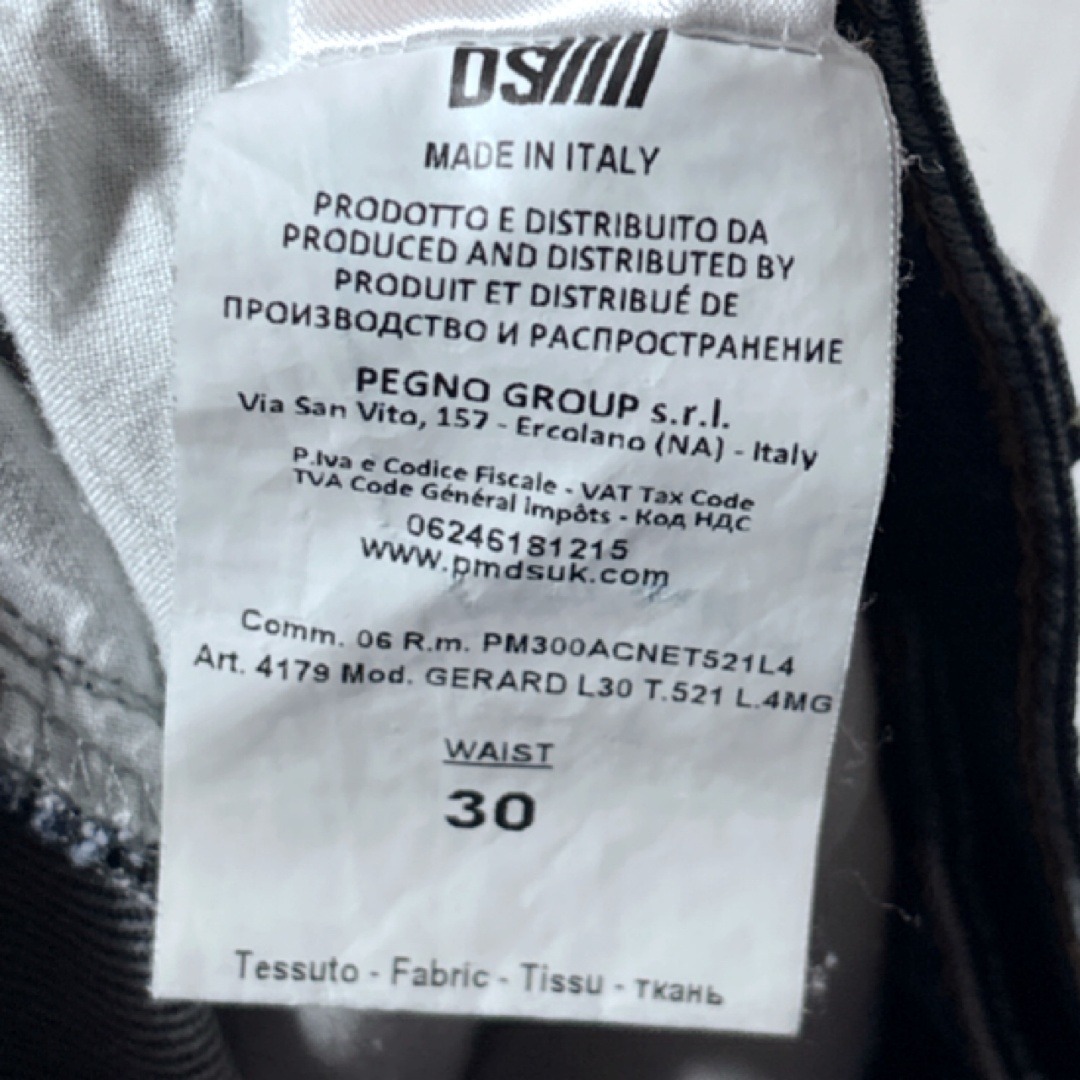 DS
MADE IN ITALY
PRODOTTO E DISTRIBUITO DA
PRODUCED AND DISTRIBUTED BY
PRODUIT ET DISTRIBUÉ DE
ПРОИЗВОДСТВО И РАСПРОСТРАНЕНИЕ
PEGNO GROUP s.r.l.
Via San Vito, 157 - Ercolano (NA) - Italy
P.Iva e Codice Fiscale - VAT Tax Code
TVA Code Général Impôts - Код НДС
06246181215
www.pmdsuk.com
Comm. 06 R.m. PM300ACNET521L4
Art. 4179 Mod. GERARD L30 T.521 L.4MG
WAIST
30
Tessuto - Fabric - Tissu - ткань